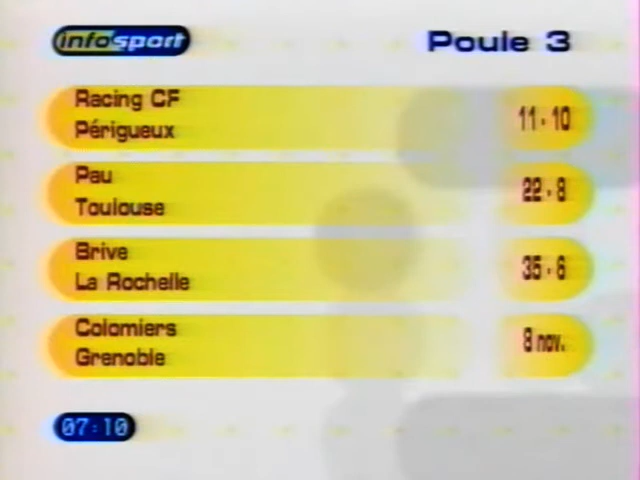 infosport
Poule 3
Racing CF
Périgueux
11 - 10
Pau
Toulouse
22 - 8
Brive
La Rochelle
35 - 6
Colomiers
Grenoble
8 nov.
07:10